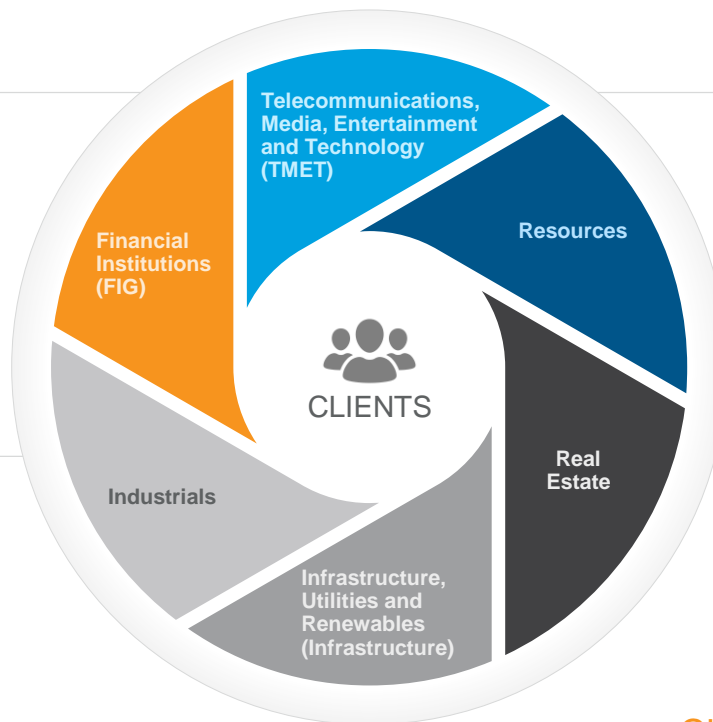 Telecommunications,
Media, Entertainment
and Technology
(TMET)
Resources
Financial
Institutions
(FIG)
CLIENTS
Real
Estate
Industrials
Infrastructure,
Utilities and
Renewables
(Infrastructure)